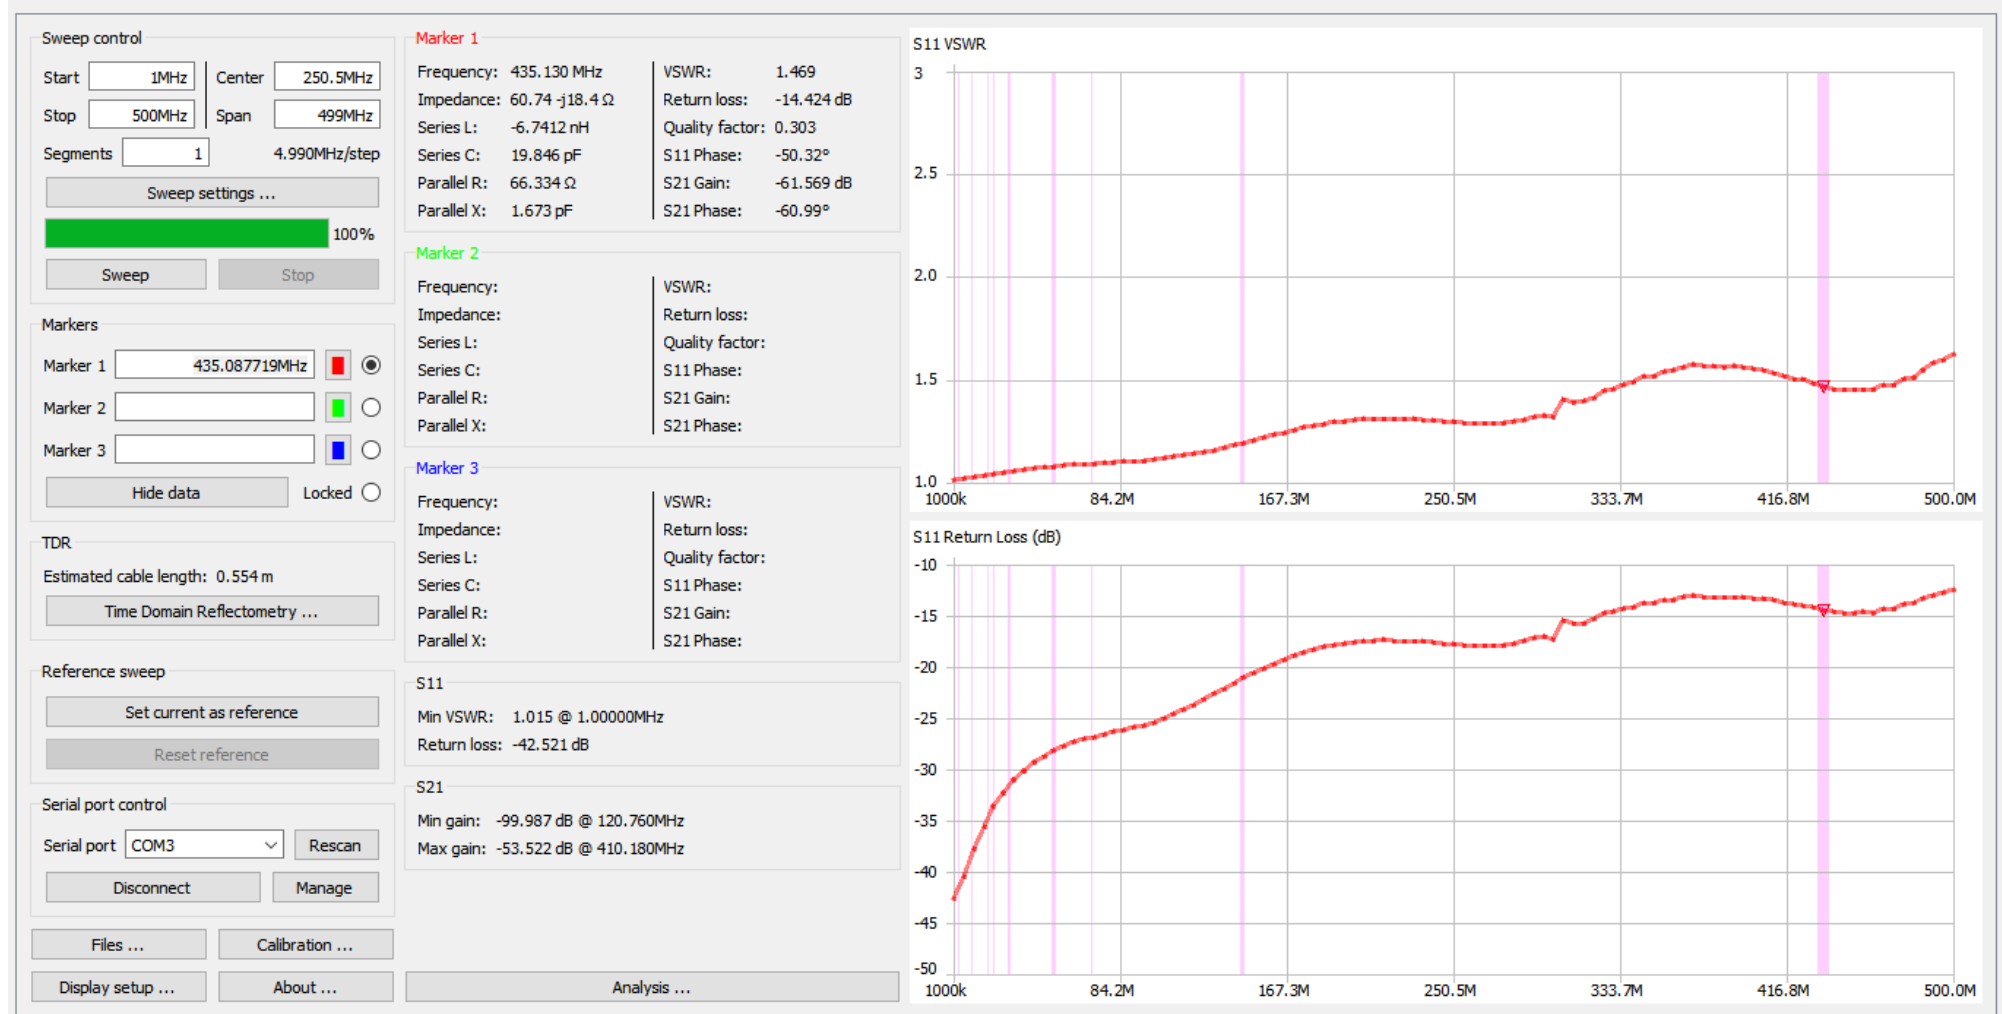 Sweep control
Start 1MHz Center 250.5MHz
Stop 500MHz Span 499MHz
Segments 1 4.990MHz/step
Sweep settings ...
100%
Sweep Stop
Markers
Marker 1 435.087719MHz
Marker 2
Marker 3
Hide data Locked
TDR
Estimated cable length: 0.554 m
Time Domain Reflectometry ...
Reference sweep
Set current as reference
Reset reference
Serial port control
Serial port COM3 Rescan
Disconnect Manage
Files ... Calibration ...
Display setup ... About ...
Marker 1
Frequency: 435.130 MHz VSWR: 1.469
Impedance: 60.74 -j18.4 Ω Return loss: -14.424 dB
Series L: -6.7412 nH Quality factor: 0.303
Series C: 19.846 pF S11 Phase: -50.32°
Parallel R: 66.334 Ω S21 Gain: -61.569 dB
Parallel X: 1.673 pF S21 Phase: -60.99°
Marker 2
Frequency: VSWR:
Impedance: Return loss:
Series L: Quality factor:
Series C: S11 Phase:
Parallel R: S21 Gain:
Parallel X: S21 Phase:
Marker 3
Frequency: VSWR:
Impedance: Return loss:
Series L: Quality factor:
Series C: S11 Phase:
Parallel R: S21 Gain:
Parallel X: S21 Phase:
S11
Min VSWR: 1.015 @ 1.00000MHz
Return loss: -42.521 dB
S21
Min gain: -99.987 dB @ 120.760MHz
Max gain: -53.522 dB @ 410.180MHz
Analysis ...
S11 VSWR
3
2.5
2.0
1.5
1.0
1000k 84.2M 167.3M 250.5M 333.7M 416.8M 500.0M
S11 Return Loss (dB)
-10
-15
-20
-25
-30
-35
-40
-45
-50
1000k 84.2M 167.3M 250.5M 333.7M 416.8M 500.0M